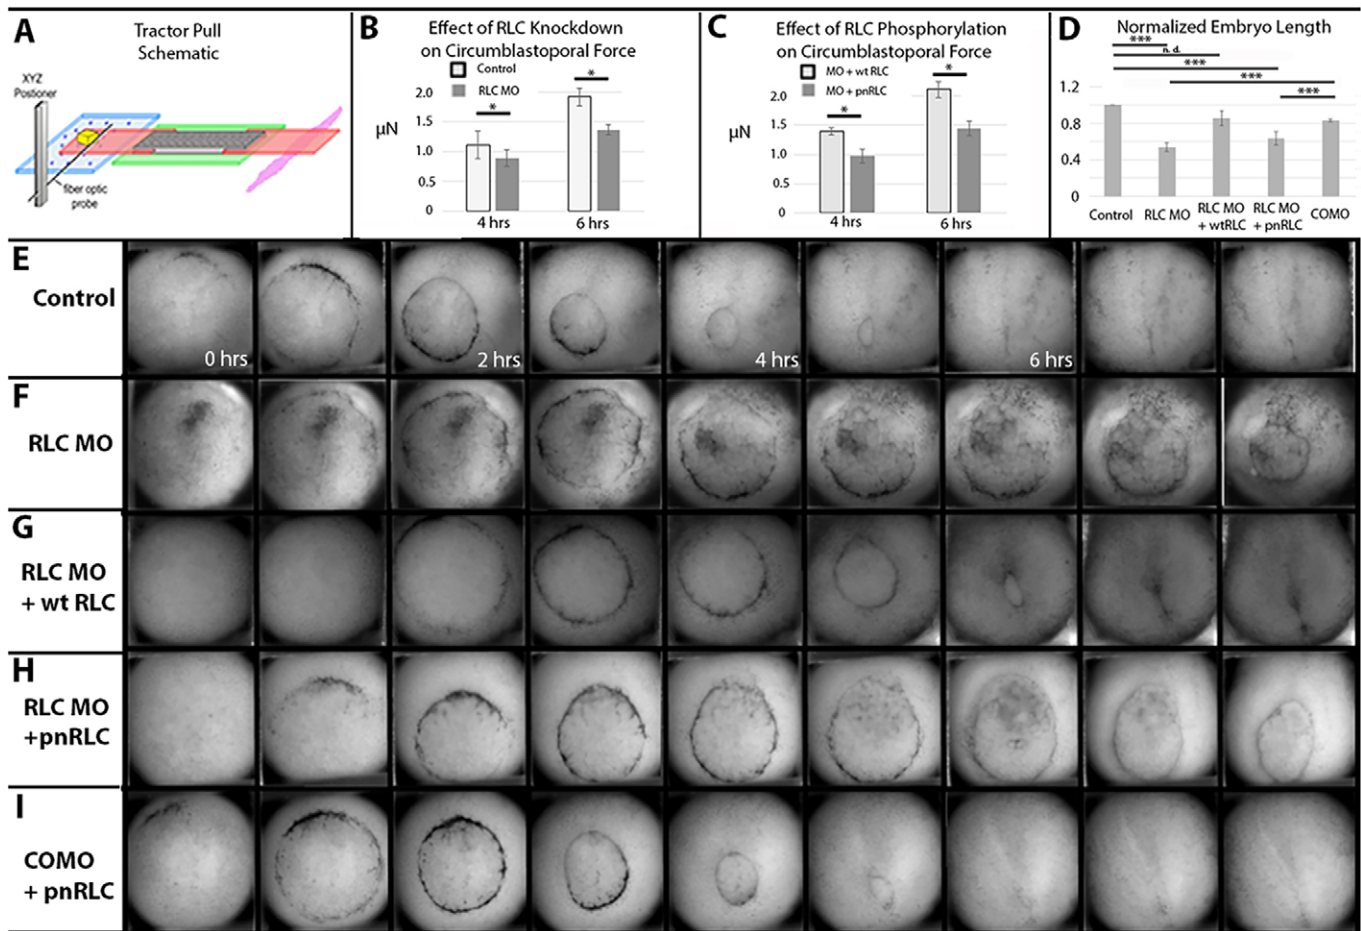 A
Tractor Pull
Schematic
XYZ
Postioner
fiber optic
probe
B
Effect of RLC Knockdown
on Circumblastoporal Force
Control
RLC MO
μN
2.0
1.5
1.0
0.5
0
*
*
4 hrs
6 hrs
C
Effect of RLC Phosphorylation
on Circumblastoporal Force
MO + wt RLC
MO + pnRLC
μN
2.0
1.5
1.0
0.5
0
*
*
4 hrs
6 hrs
D
Normalized Embryo Length
***
n. d.
***
***
***
1.2
0.8
0.4
0
Control
RLC MO
RLC MO
+ wtRLC
RLC MO
+ pnRLC
COMO
E
Control
0 hrs
2 hrs
4 hrs
6 hrs
F
RLC MO
G
RLC MO
+ wt RLC
H
RLC MO
+pnRLC
I
COMO
+ pnRLC